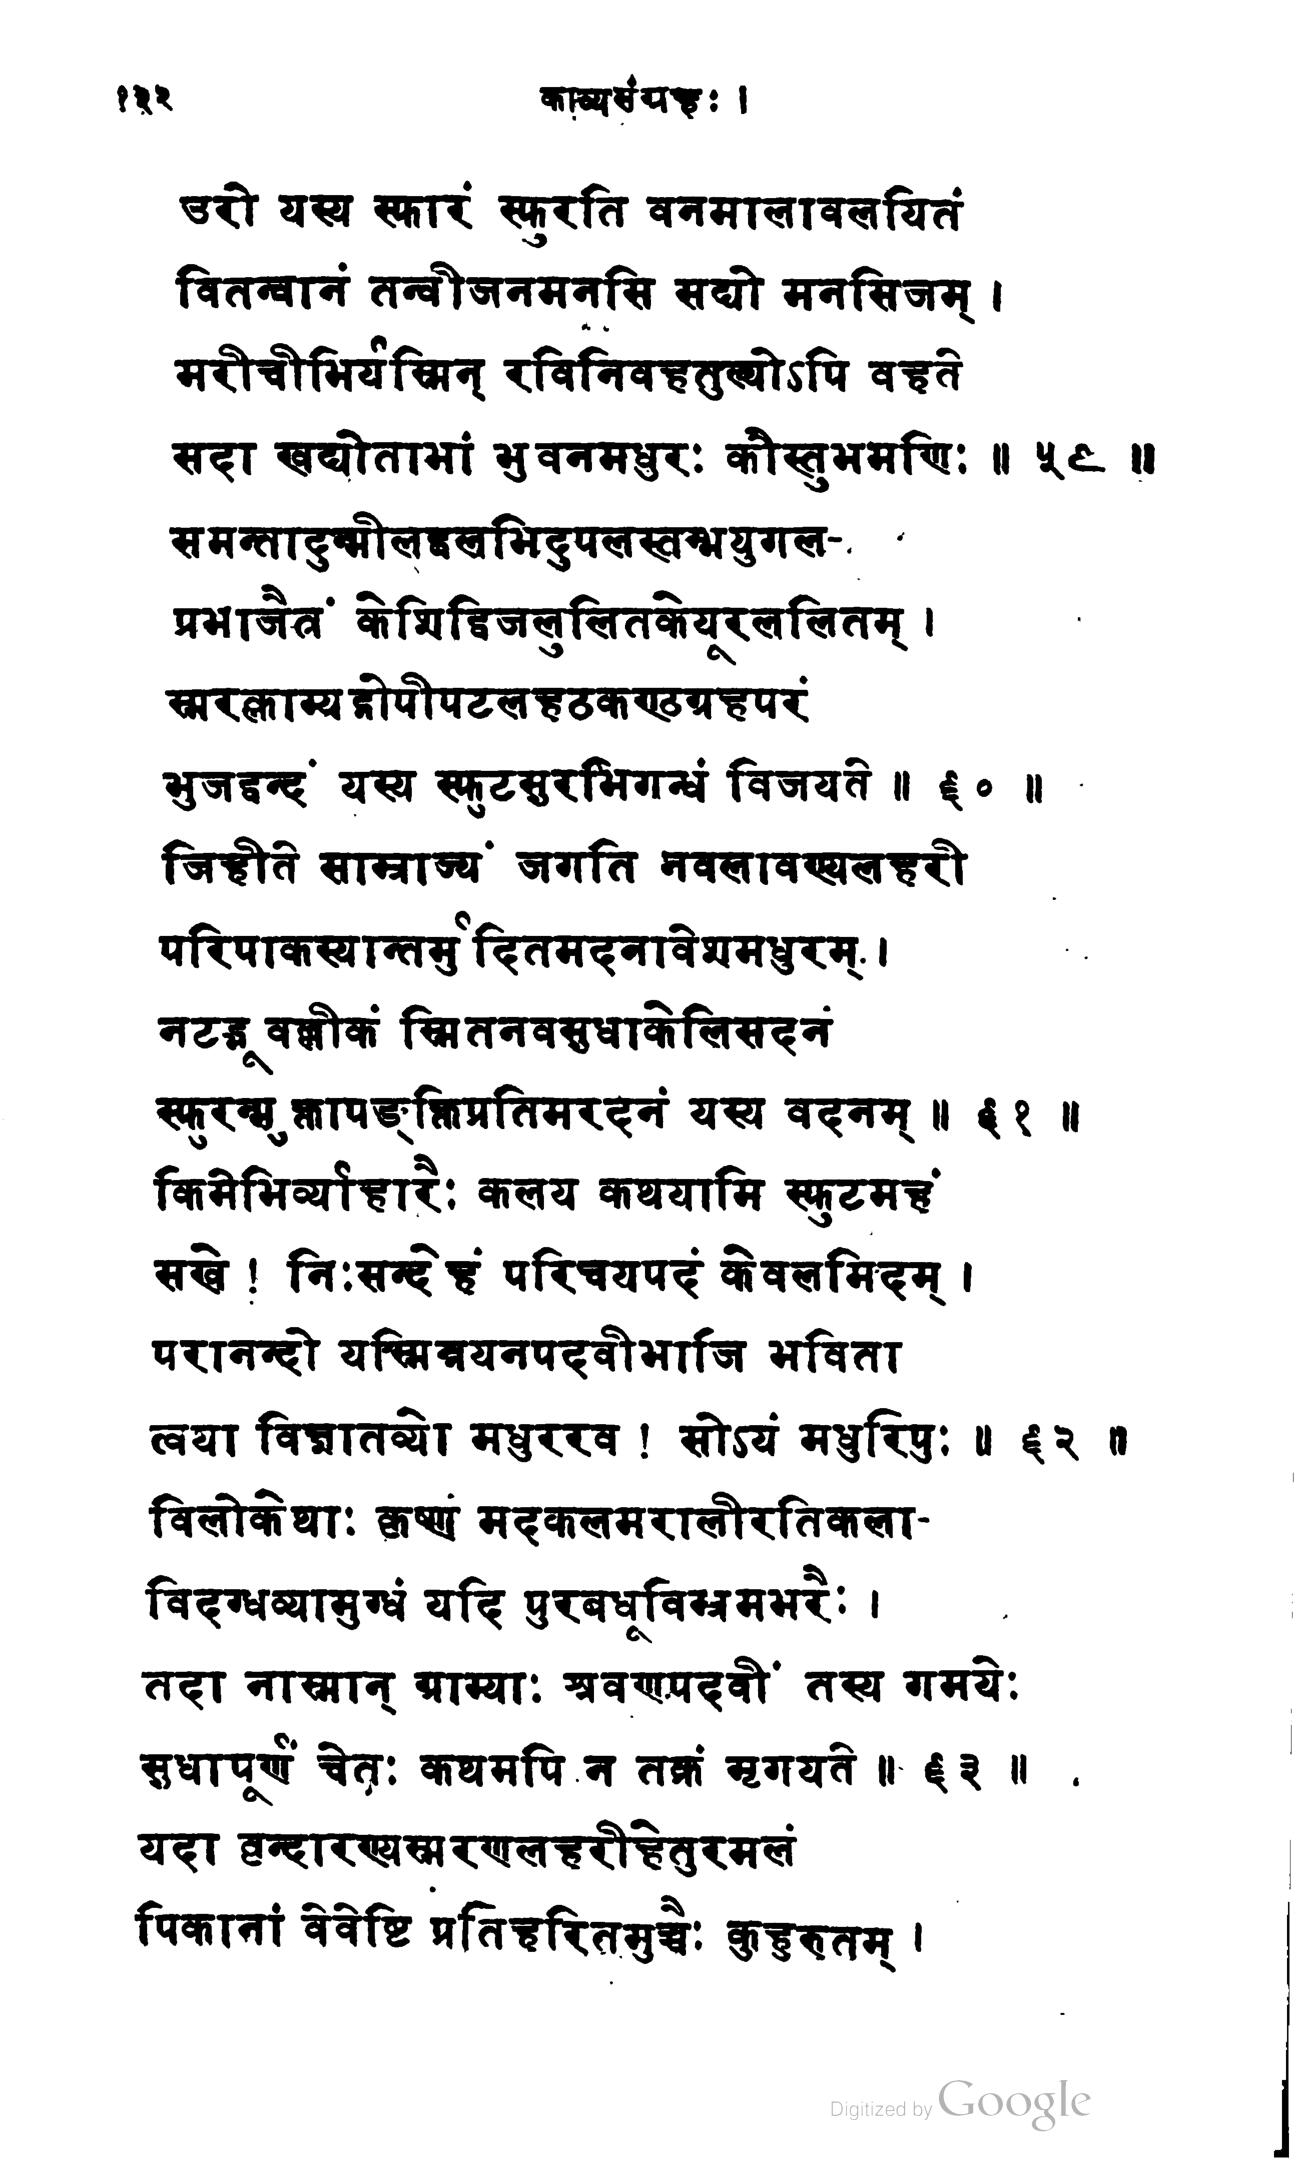 १२२ काव्यसंग्रहः ।
उरो यस्य स्फारं स्फुरति वनमालावलयितं
वितन्वानं तन्वीजनमनसि सद्यो मनसिजम् ।
मरीचीभिर्यस्मिन् रविनिवहतुल्योऽपि वहते
सदा खद्योताभां भुवनमधुरः कौस्तुभमणिः ॥ ५९ ॥
समन्तादुन्मीलद्वलभिदुपलस्तम्भयुगल-
प्रभाजैत्रं केशिद्विजलुलितकेयूरललितम् ।
स्मरक्लाम्यद्गोपीपटलहठकण्ठग्रहपरं
भुजद्वन्द्वं यस्य स्फुटसुरभिगन्धं विजयते ॥ ६० ॥
जिहीते साम्राज्यं जगति नवलावण्यलहरी
परिपाकस्यान्तर्मुदितमदनावेशमधुरम् ।
नटद्भ्रूवल्लीकं स्मितनवसुधाकेलिसदनं
स्फुरन्मुक्तापङ्क्तिप्रतिमरदनं यस्य वदनम् ॥ ६१ ॥
किमेभिर्व्याहारैः कलय कथयामि स्फुटमहं
सखे ! निःसन्देहं परिचयपदं केवलमिदम् ।
परानन्दो यस्मिन्नयनपदवीभाजि भविता
त्वया विज्ञातव्यो मधुररव ! सोऽयं मधुरिपुः ॥ ६२ ॥
विलोकेथाः कृष्णं मदकलमरालीरतिकला-
विदग्धव्यामुग्धं यदि पुरबधूविभ्रमभरैः ।
तदा नास्मान् ग्राम्याः श्रवणपदवीं तस्य गमयेः
सुधापूर्णं चेतः कथमपि न तक्रं मृगयते ॥ ६३ ॥
यदा वृन्दारण्यस्मरणलहरीहेतुरमलं
पिकानां वेवेष्टि प्रतिहरितमुच्चैः कुहुरुतम् ।
Digitized by Google